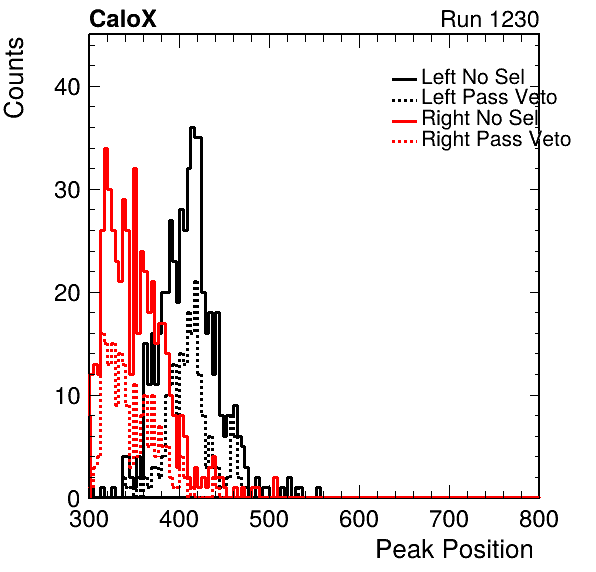 CaloX Run 1230
Counts
Left No Sel
Left Pass Veto
Right No Sel
Right Pass Veto
40
30
20
10
0
300 400 500 600 700 800
Peak Position